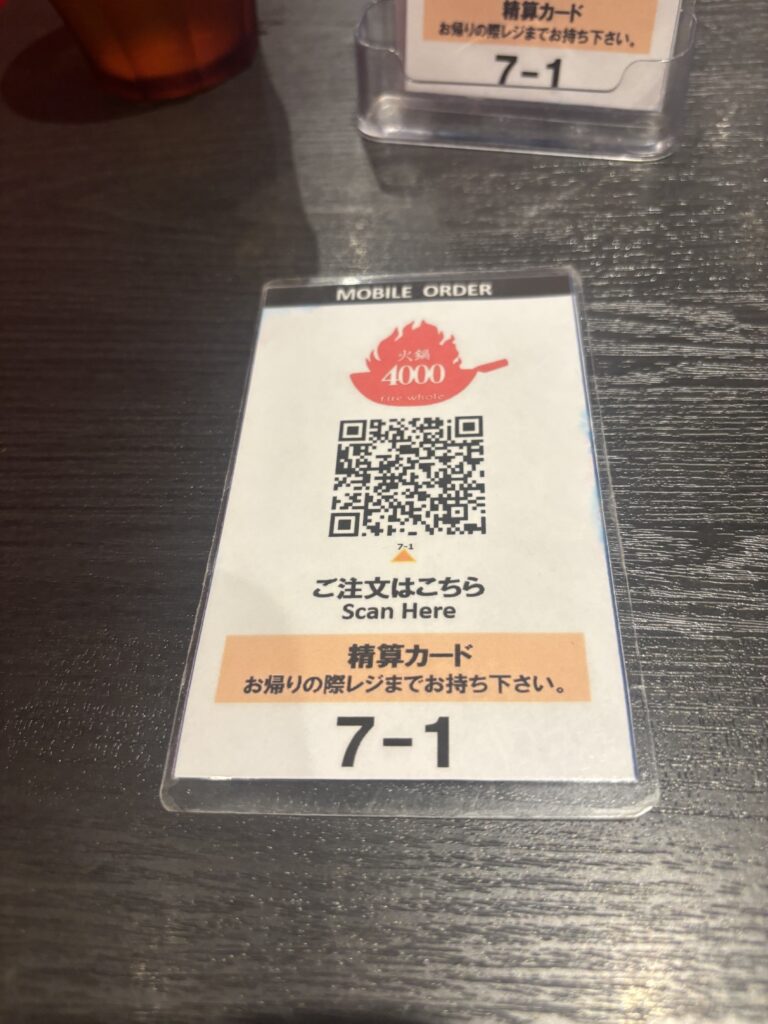 精算カード
お帰りの際レジまでお持ち下さい。
7-1
MOBILE ORDER
火鍋
4000
fire whole
7-1
ご注文はこちら
Scan Here
精算カード
お帰りの際レジまでお持ち下さい。
7-1